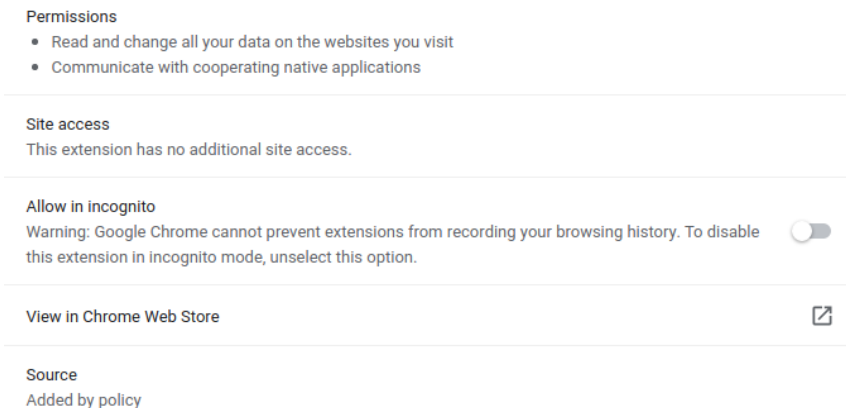 Permissions
• Read and change all your data on the websites you visit
• Communicate with cooperating native applications
Site access
This extension has no additional site access.
Allow in incognito
Warning: Google Chrome cannot prevent extensions from recording your browsing history. To disable
this extension in incognito mode, unselect this option.
View in Chrome Web Store
Source
Added by policy